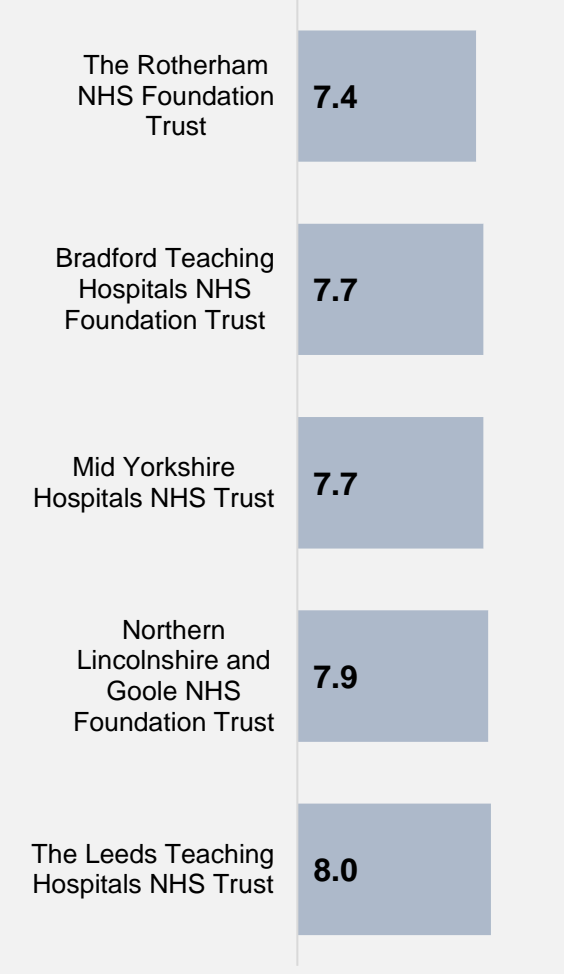 The Rotherham
NHS Foundation
Trust
7.4
Bradford Teaching
Hospitals NHS
Foundation Trust
7.7
Mid Yorkshire
Hospitals NHS Trust
7.7
Northern
Lincolnshire and
Goole NHS
Foundation Trust
7.9
The Leeds Teaching
Hospitals NHS Trust
8.0